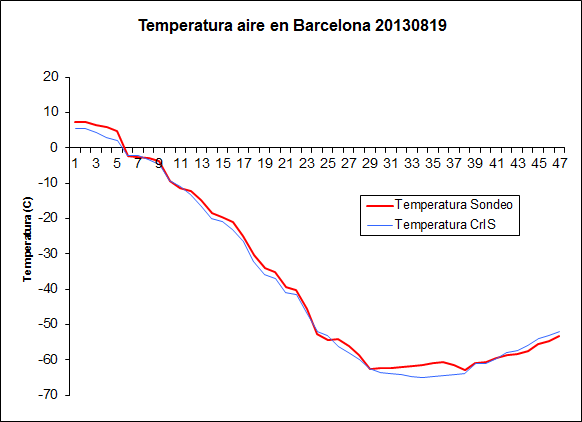 Temperatura aire en Barcelona 20130819
20
10
0
-10
-20
-30
-40
-50
-60
-70
Temperatura (C)
1 3 5 7 9 11 13 15 17 19 21 23 25 27 29 31 33 35 37 39 41 43 45 47
Temperatura Sondeo
Temperatura CrIS